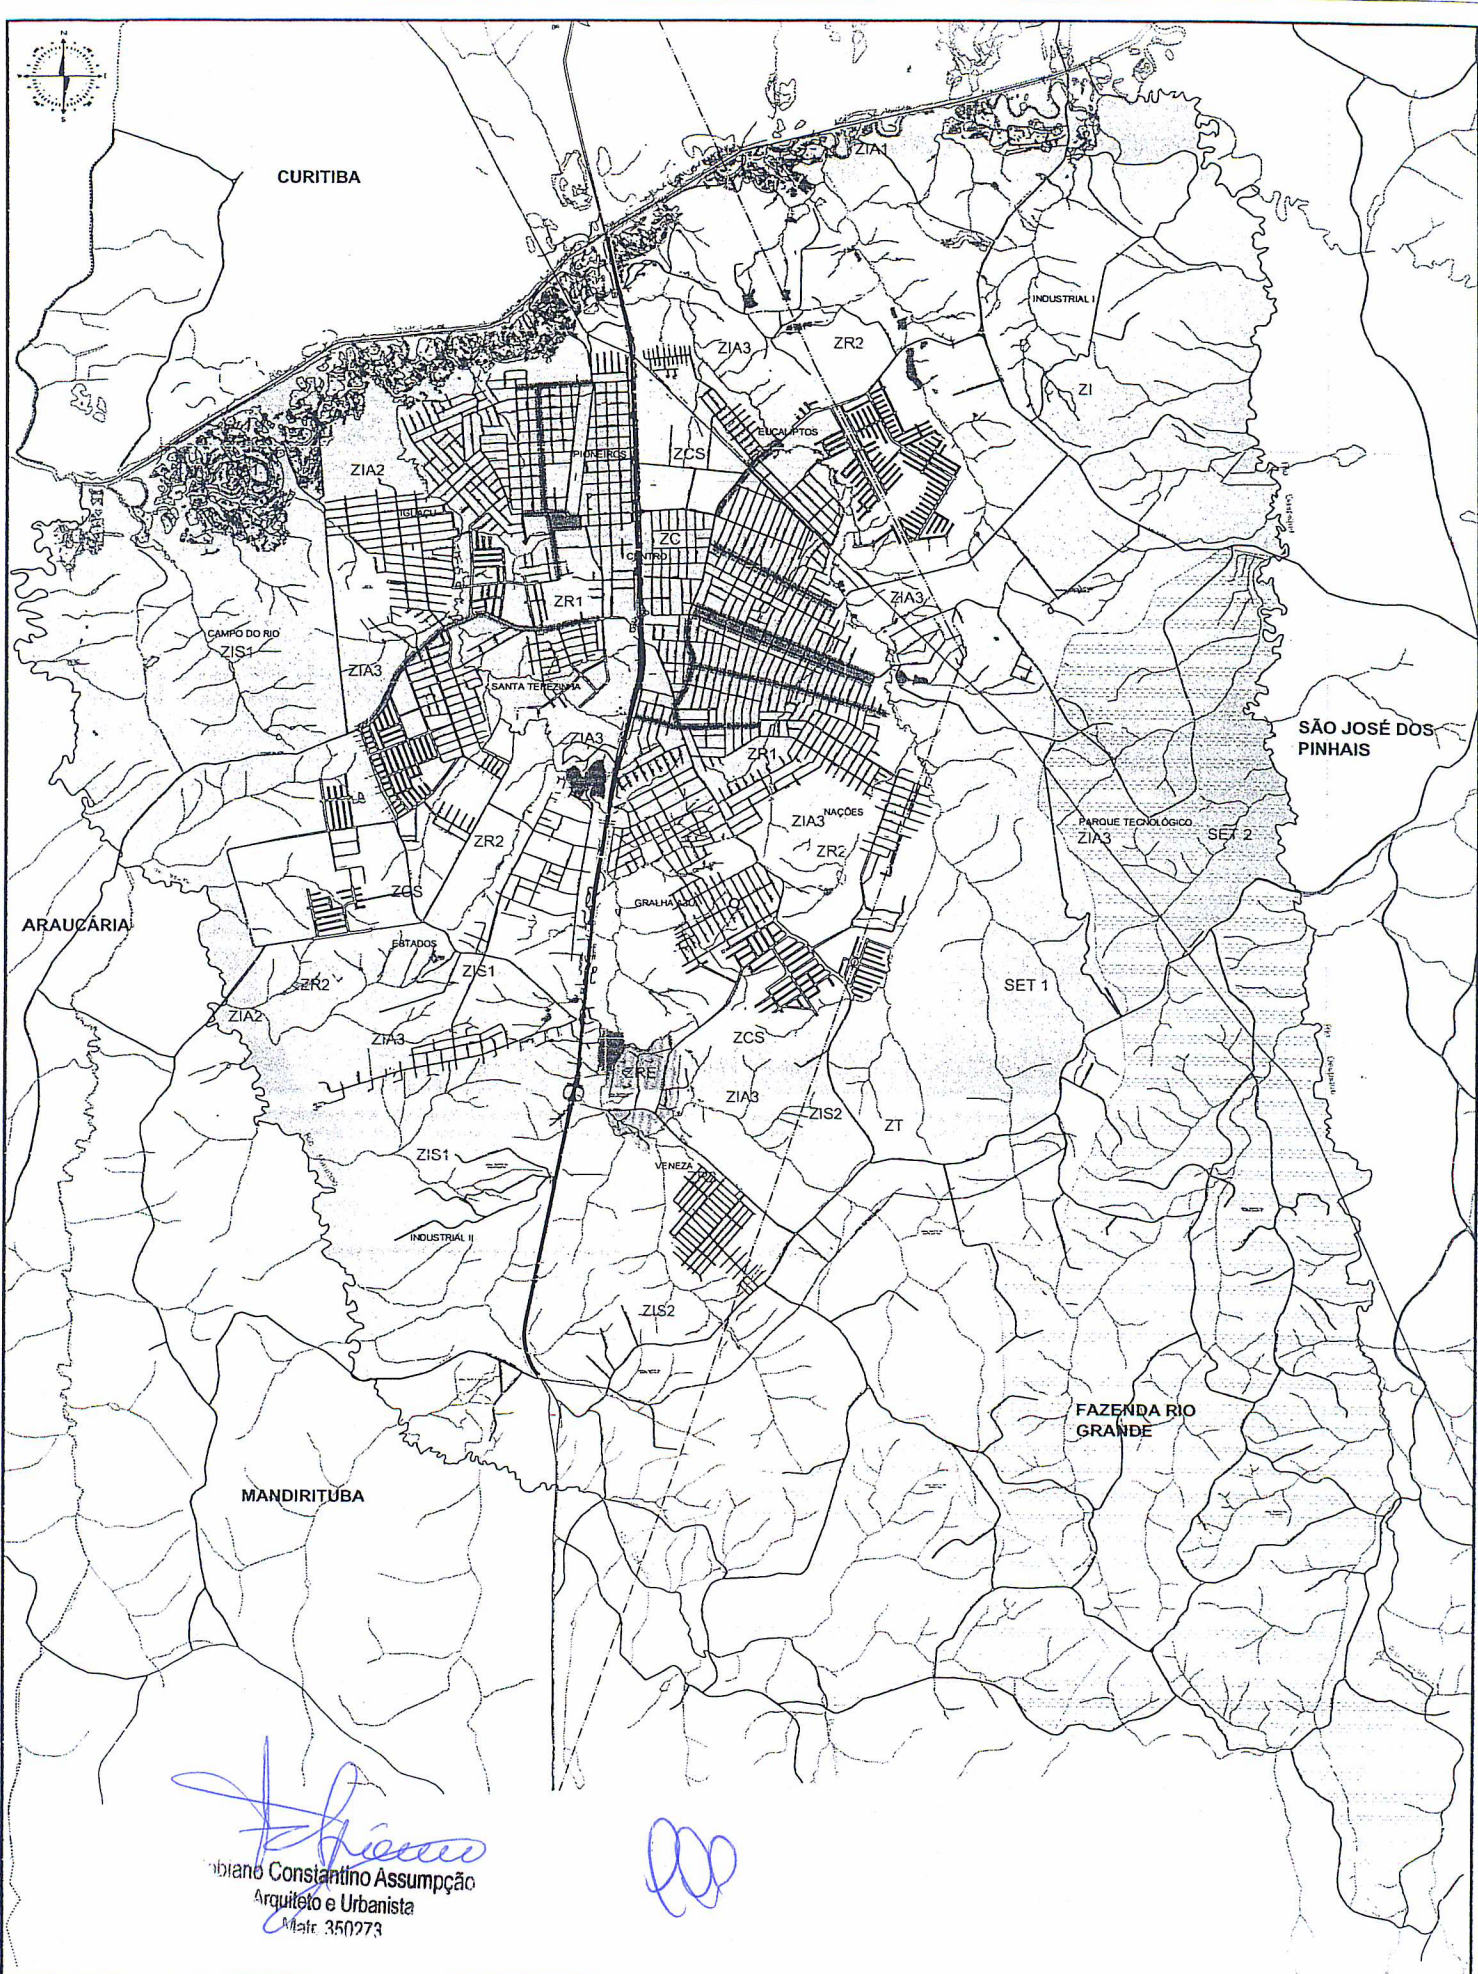 N
S
CURITIBA
ZIA1
INDUSTRIAL I
ZIA3
ZR2
ZI
EUCALIPTOS
PIONEIROS
ZCS
ZIA2
IGUAÇU
ZC
CENTRO
ZR1
ZIA3
CAMPO DO RIO
ZIS1
ZIA3
SANTA TEREZINHA
ZIA3
ZR1
SÃO JOSÉ DOS
PINHAIS
NAÇÕES
ZIA3
ZR2
PARQUE TECNOLÓGICO
ZIA3
SET 2
ZR2
ZCS
GRALHA AZUL
ARAUCÁRIA
ESTADOS
ZIS1
ZR2
ZIA2
SET 1
ZIA3
ZCS
ZRE
ZIA3
ZIS2
ZT
ZIS1
VENEZA
INDUSTRIAL II
ZIS2
FAZENDA RIO
GRANDE
MANDIRITUBA
Constantino Assumpção
Arquiteto e Urbanista
Matr. 350273